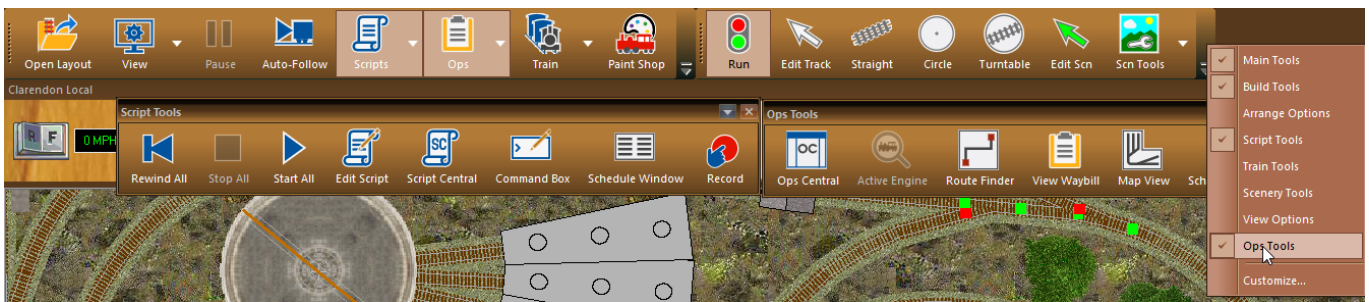 Open Layout View Pause Auto-Follow Scripts Ops Train Paint Shop Run Edit Track Straight Circle Turntable Edit Scn Scn Tools
Clarendon Local
R F 0 MPH
Script Tools
SC
Rewind All Stop All Start All Edit Script Script Central Command Box Schedule Window Record
Ops Tools
OC
Ops Central Active Engine Route Finder View Waybill Map View
Main Tools
Build Tools
Arrange Options
Script Tools
Train Tools
Scenery Tools
View Options
Ops Tools
Customize...